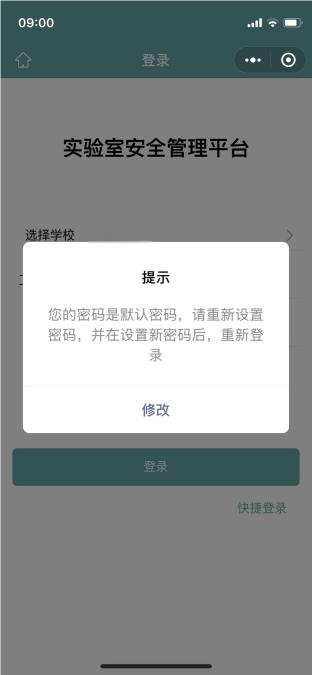 09:00
登录
实验室安全管理平台
选择学校
提示
您的密码是默认密码，请重新设置
密码，并在设置新密码后，重新登
录
修改
登录
快捷登录